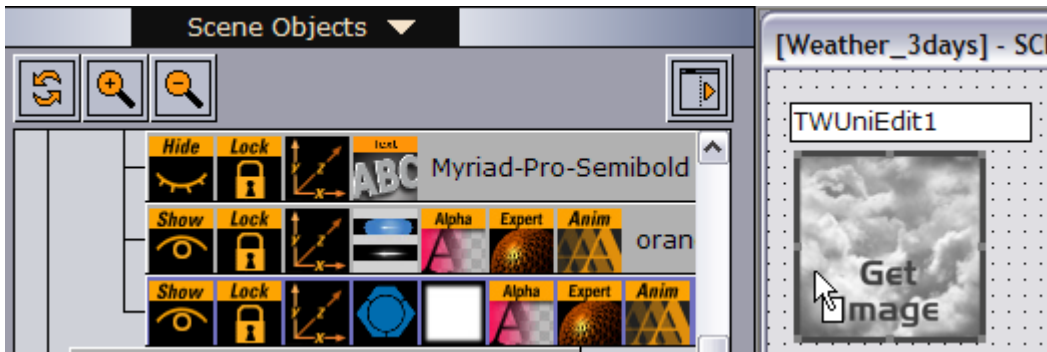 Scene Objects
Hide Lock Text ABC Myriad-Pro-Semibold
Show Lock Alpha Expert Anim oran
Show Lock Alpha Expert Anim
[Weather_3days] - SC
TWUniEdit1
Get
Image